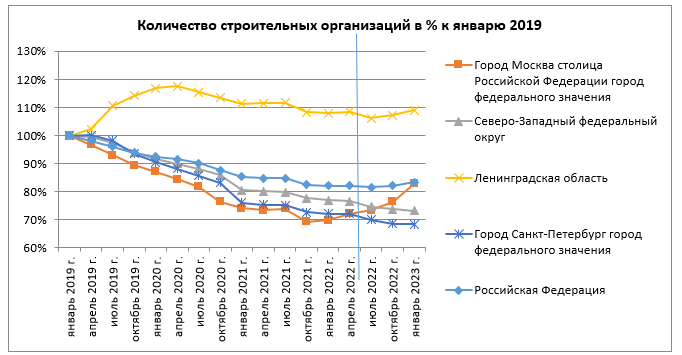 Количество строительных организаций в % к январю 2019
130%
120%
110%
100%
90%
80%
70%
60%
январь 2019 г.
апрель 2019 г.
июль 2019 г.
октябрь 2019 г.
январь 2020 г.
апрель 2020 г.
июль 2020 г.
октябрь 2020 г.
январь 2021 г.
апрель 2021 г.
июль 2021 г.
октябрь 2021 г.
январь 2022 г.
апрель 2022 г.
июль 2022 г.
октябрь 2022 г.
январь 2023 г.
Город Москва столица
Российской Федерации город
федерального значения
Северо-Западный федеральный
округ
Ленинградская область
Город Санкт-Петербург город
федерального значения
Российская Федерация